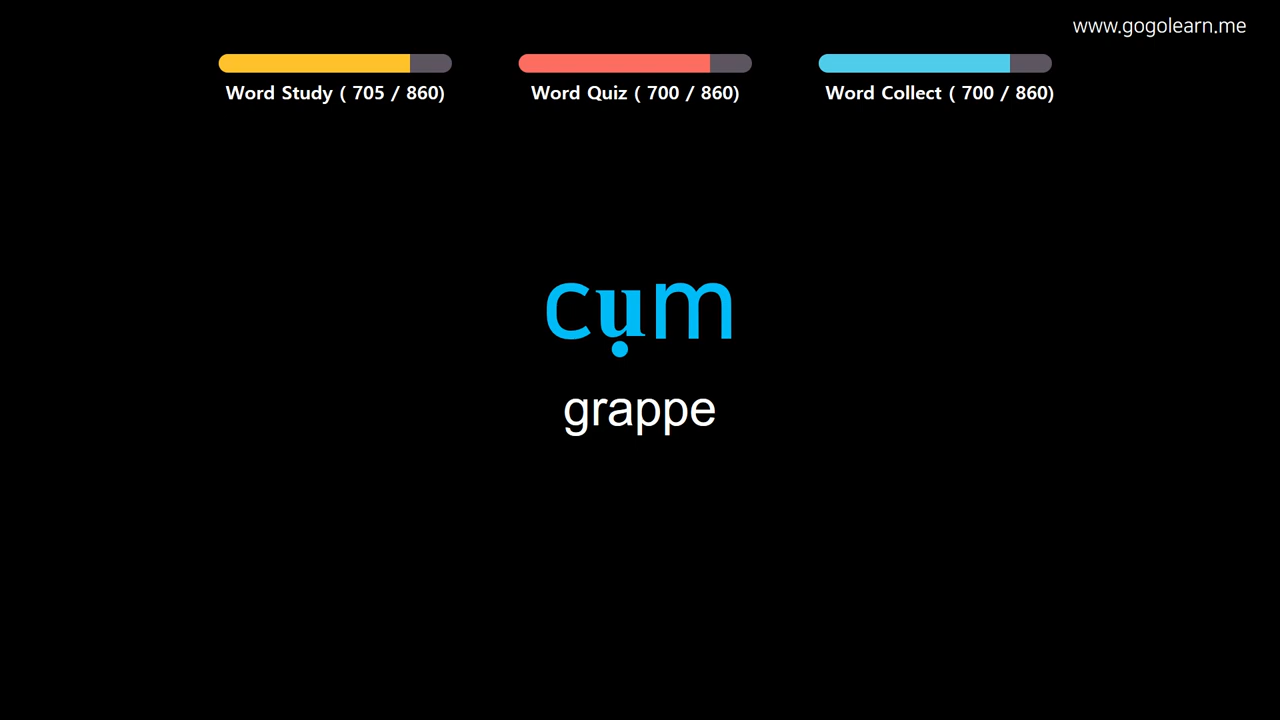 www.gogolearn.me
Word Study ( 705 / 860)
Word Quiz ( 700 / 860)
Word Collect ( 700 / 860)
cụm
grappe